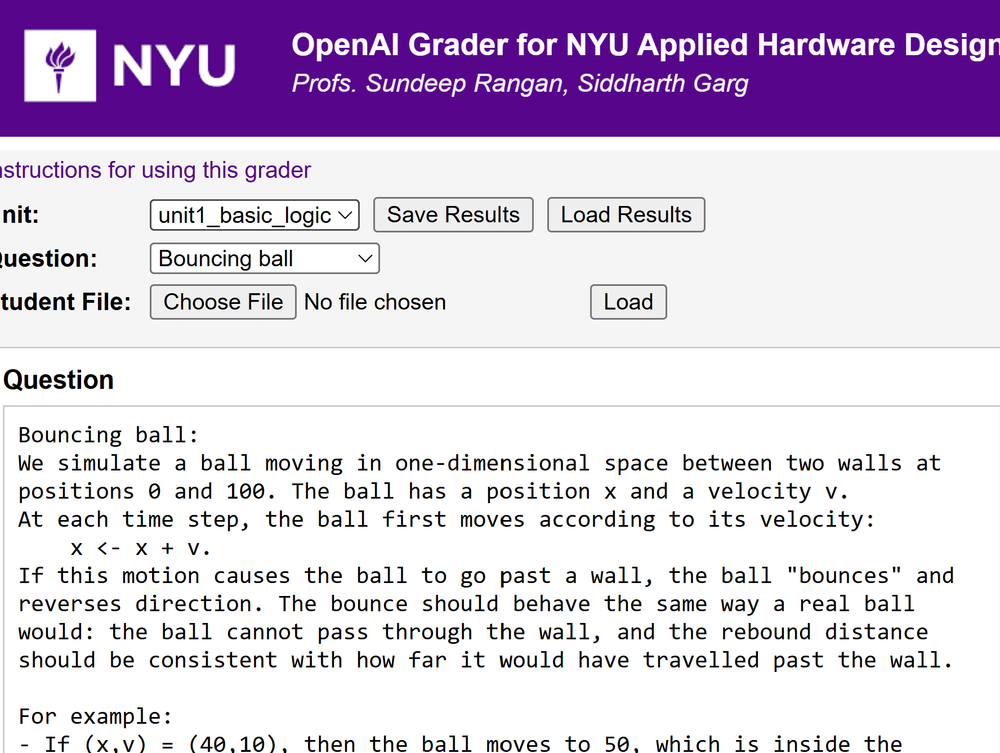 NYU
OpenAI Grader for NYU Applied Hardware Design
Profs. Sundeep Rangan, Siddharth Garg
nstructions for using this grader
nit:
unit1_basic_logic
Save Results
Load Results
Question:
Bouncing ball
tudent File:
Choose File
No file chosen
Load
Question
Bouncing ball:
We simulate a ball moving in one-dimensional space between two walls at
positions 0 and 100. The ball has a position x and a velocity v.
At each time step, the ball first moves according to its velocity:
x <- x + v.
If this motion causes the ball to go past a wall, the ball "bounces" and
reverses direction. The bounce should behave the same way a real ball
would: the ball cannot pass through the wall, and the rebound distance
should be consistent with how far it would have travelled past the wall.
For example:
- If (x,v) = (40,10), then the ball moves to 50, which is inside the